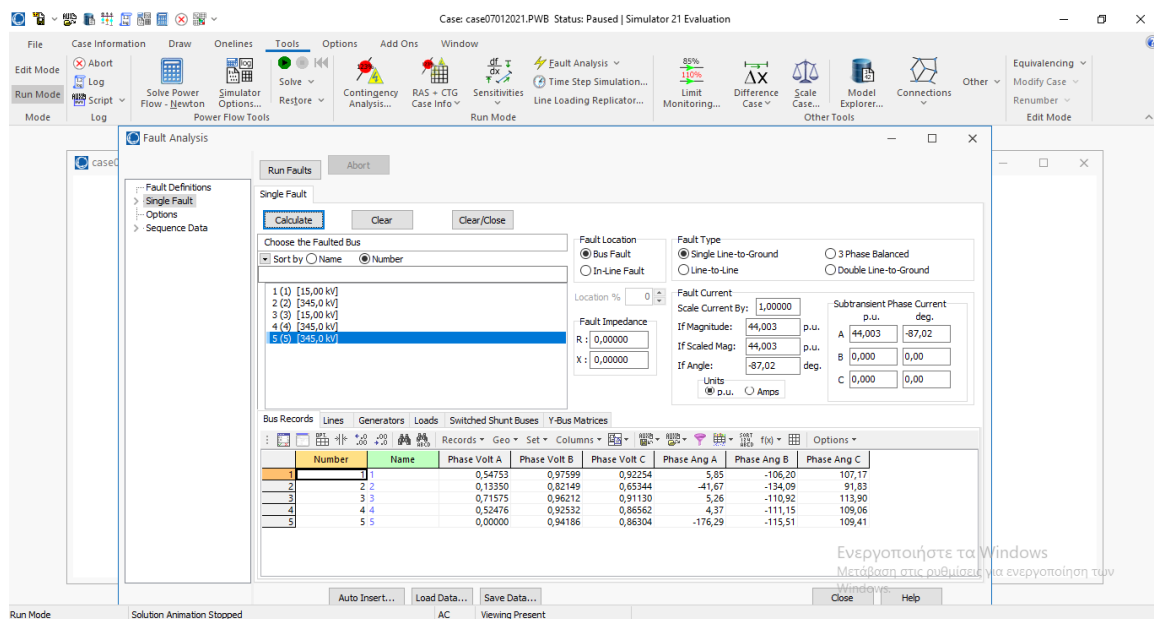 Case: case07012021.PWB Status: Paused | Simulator 21 Evaluation
File Case Information Draw Onelines Tools Options Add Ons Window
Edit Mode
Run Mode
Mode
Abort
Log
Script
Log
Solve Power Flow - Newton
Simulator Options...
Solve
Restore
Power Flow Tools
Contingency Analysis...
RAS + CTG Case Info
Sensitivities
Fault Analysis
Time Step Simulation...
Line Loading Replicator...
Run Mode
Limit Monitoring...
Difference Case
Scale Case...
Model Explorer...
Connections
Other
Other Tools
Equivalencing
Modify Case
Renumber
Edit Mode
Fault Analysis
Run Faults Abort
Fault Definitions
Single Fault
Options
Sequence Data
Single Fault
Calculate Clear Clear/Close
Choose the Faulted Bus
Sort by Name Number
1 (1) [15,00 kV]
2 (2) [345,0 kV]
3 (3) [15,00 kV]
4 (4) [345,0 kV]
5 (5) [345,0 kV]
Fault Location
Bus Fault
In-Line Fault
Location % 0
Fault Impedance
R : 0,00000
X : 0,00000
Fault Type
Single Line-to-Ground 3 Phase Balanced
Line-to-Line Double Line-to-Ground
Fault Current
Scale Current By: 1,00000
If Magnitude: 44,003 p.u.
If Scaled Mag: 44,003 p.u.
If Angle: -87,02 deg.
Units
p.u. Amps
Subtransient Phase Current
p.u. deg.
A 44,003 -87,02
B 0,000 0,00
C 0,000 0,00
Bus Records Lines Generators Loads Switched Shunt Buses Y-Bus Matrices
Records Geo Set Columns f(x) Options
Number Name Phase Volt A Phase Volt B Phase Volt C Phase Ang A Phase Ang B Phase Ang C
1 1 1 0,54753 0,97599 0,92254 5,85 -106,20 107,17
2 2 2 0,13350 0,82149 0,65344 -41,67 -134,09 91,83
3 3 3 0,71575 0,96212 0,91130 5,26 -110,92 113,90
4 4 4 0,52476 0,92532 0,86562 4,37 -111,15 109,06
5 5 5 0,00000 0,94186 0,86304 -176,29 -115,51 109,41
Ενεργοποιήστε τα Windows
Μετάβαση στις ρυθμίσεις για ενεργοποίηση των
Windows.
Auto Insert... Load Data... Save Data... Close Help
Run Mode Solution Animation Stopped AC Viewing Present